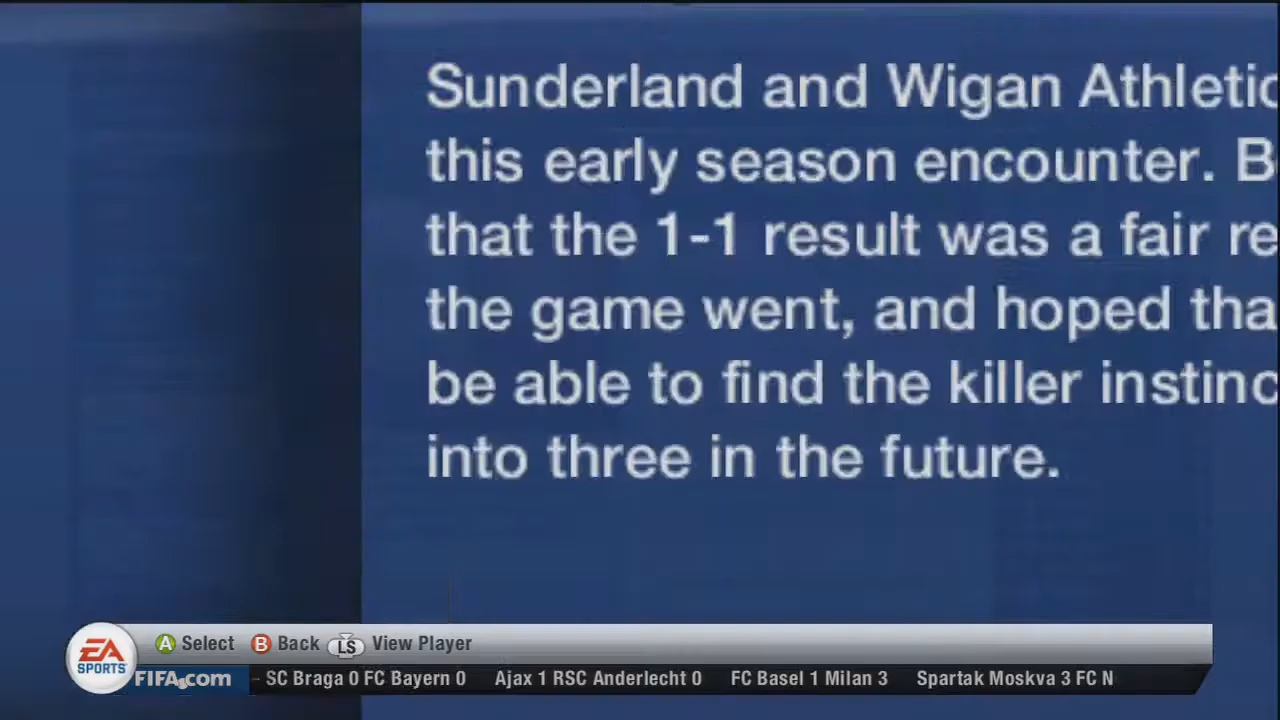 Sunderland and Wigan Athletic
this early season encounter. B
that the 1-1 result was a fair re
the game went, and hoped tha
be able to find the killer instinc
into three in the future.
A Select B Back LS View Player
EA SPORTS
FIFA.com - SC Braga 0 FC Bayern 0 Ajax 1 RSC Anderlecht 0 FC Basel 1 Milan 3 Spartak Moskva 3 FC N